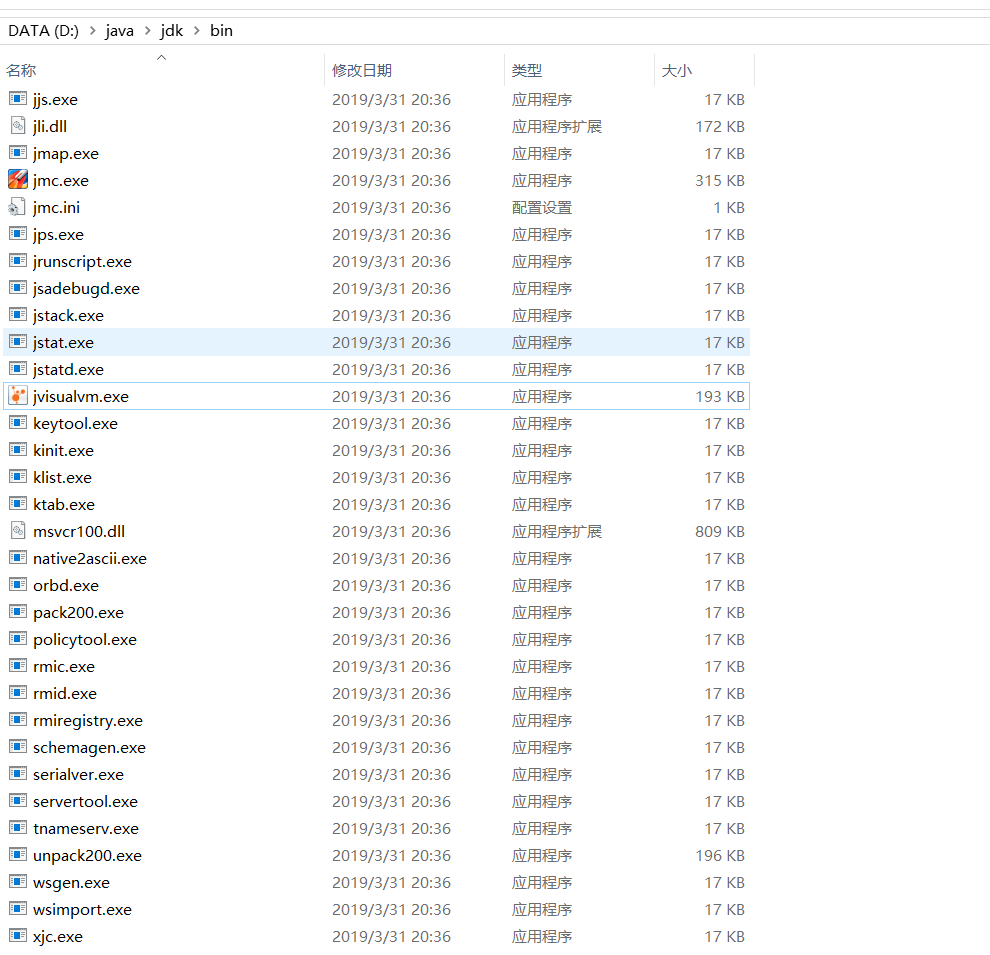 DATA (D:) > java > jdk > bin
名称 修改日期 类型 大小
jjs.exe 2019/3/31 20:36 应用程序 17 KB
jli.dll 2019/3/31 20:36 应用程序扩展 172 KB
jmap.exe 2019/3/31 20:36 应用程序 17 KB
jmc.exe 2019/3/31 20:36 应用程序 315 KB
jmc.ini 2019/3/31 20:36 配置设置 1 KB
jps.exe 2019/3/31 20:36 应用程序 17 KB
jrunscript.exe 2019/3/31 20:36 应用程序 17 KB
jsadebugd.exe 2019/3/31 20:36 应用程序 17 KB
jstack.exe 2019/3/31 20:36 应用程序 17 KB
jstat.exe 2019/3/31 20:36 应用程序 17 KB
jstatd.exe 2019/3/31 20:36 应用程序 17 KB
jvisualvm.exe 2019/3/31 20:36 应用程序 193 KB
keytool.exe 2019/3/31 20:36 应用程序 17 KB
kinit.exe 2019/3/31 20:36 应用程序 17 KB
klist.exe 2019/3/31 20:36 应用程序 17 KB
ktab.exe 2019/3/31 20:36 应用程序 17 KB
msvcr100.dll 2019/3/31 20:36 应用程序扩展 809 KB
native2ascii.exe 2019/3/31 20:36 应用程序 17 KB
orbd.exe 2019/3/31 20:36 应用程序 17 KB
pack200.exe 2019/3/31 20:36 应用程序 17 KB
policytool.exe 2019/3/31 20:36 应用程序 17 KB
rmic.exe 2019/3/31 20:36 应用程序 17 KB
rmid.exe 2019/3/31 20:36 应用程序 17 KB
rmiregistry.exe 2019/3/31 20:36 应用程序 17 KB
schemagen.exe 2019/3/31 20:36 应用程序 17 KB
serialver.exe 2019/3/31 20:36 应用程序 17 KB
servertool.exe 2019/3/31 20:36 应用程序 17 KB
tnameserv.exe 2019/3/31 20:36 应用程序 17 KB
unpack200.exe 2019/3/31 20:36 应用程序 196 KB
wsgen.exe 2019/3/31 20:36 应用程序 17 KB
wsimport.exe 2019/3/31 20:36 应用程序 17 KB
xjc.exe 2019/3/31 20:36 应用程序 17 KB